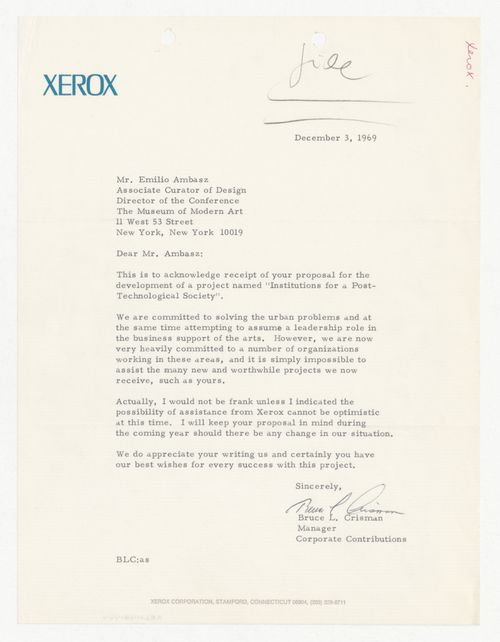 file
Xerox.
XEROX
December 3, 1969
Mr. Emilio Ambasz
Associate Curator of Design
Director of the Conference
The Museum of Modern Art
11 West 53 Street
New York, New York 10019
Dear Mr. Ambasz:
This is to acknowledge receipt of your proposal for the
development of a project named "Institutions for a Post-
Technological Society".
We are committed to solving the urban problems and at
the same time attempting to assume a leadership role in
the business support of the arts. However, we are now
very heavily committed to a number of organizations
working in these areas, and it is simply impossible to
assist the many new and worthwhile projects we now
receive, such as yours.
Actually, I would not be frank unless I indicated the
possibility of assistance from Xerox cannot be optimistic
at this time. I will keep your proposal in mind during
the coming year should there be any change in our situation.
We do appreciate your writing us and certainly you have
our best wishes for every success with this project.
Sincerely,
Bruce L. Crisman
Bruce L. Crisman
Manager
Corporate Contributions
BLC:as
XEROX CORPORATION, STAMFORD, CONNECTICUT 06904, (203) 329-8711